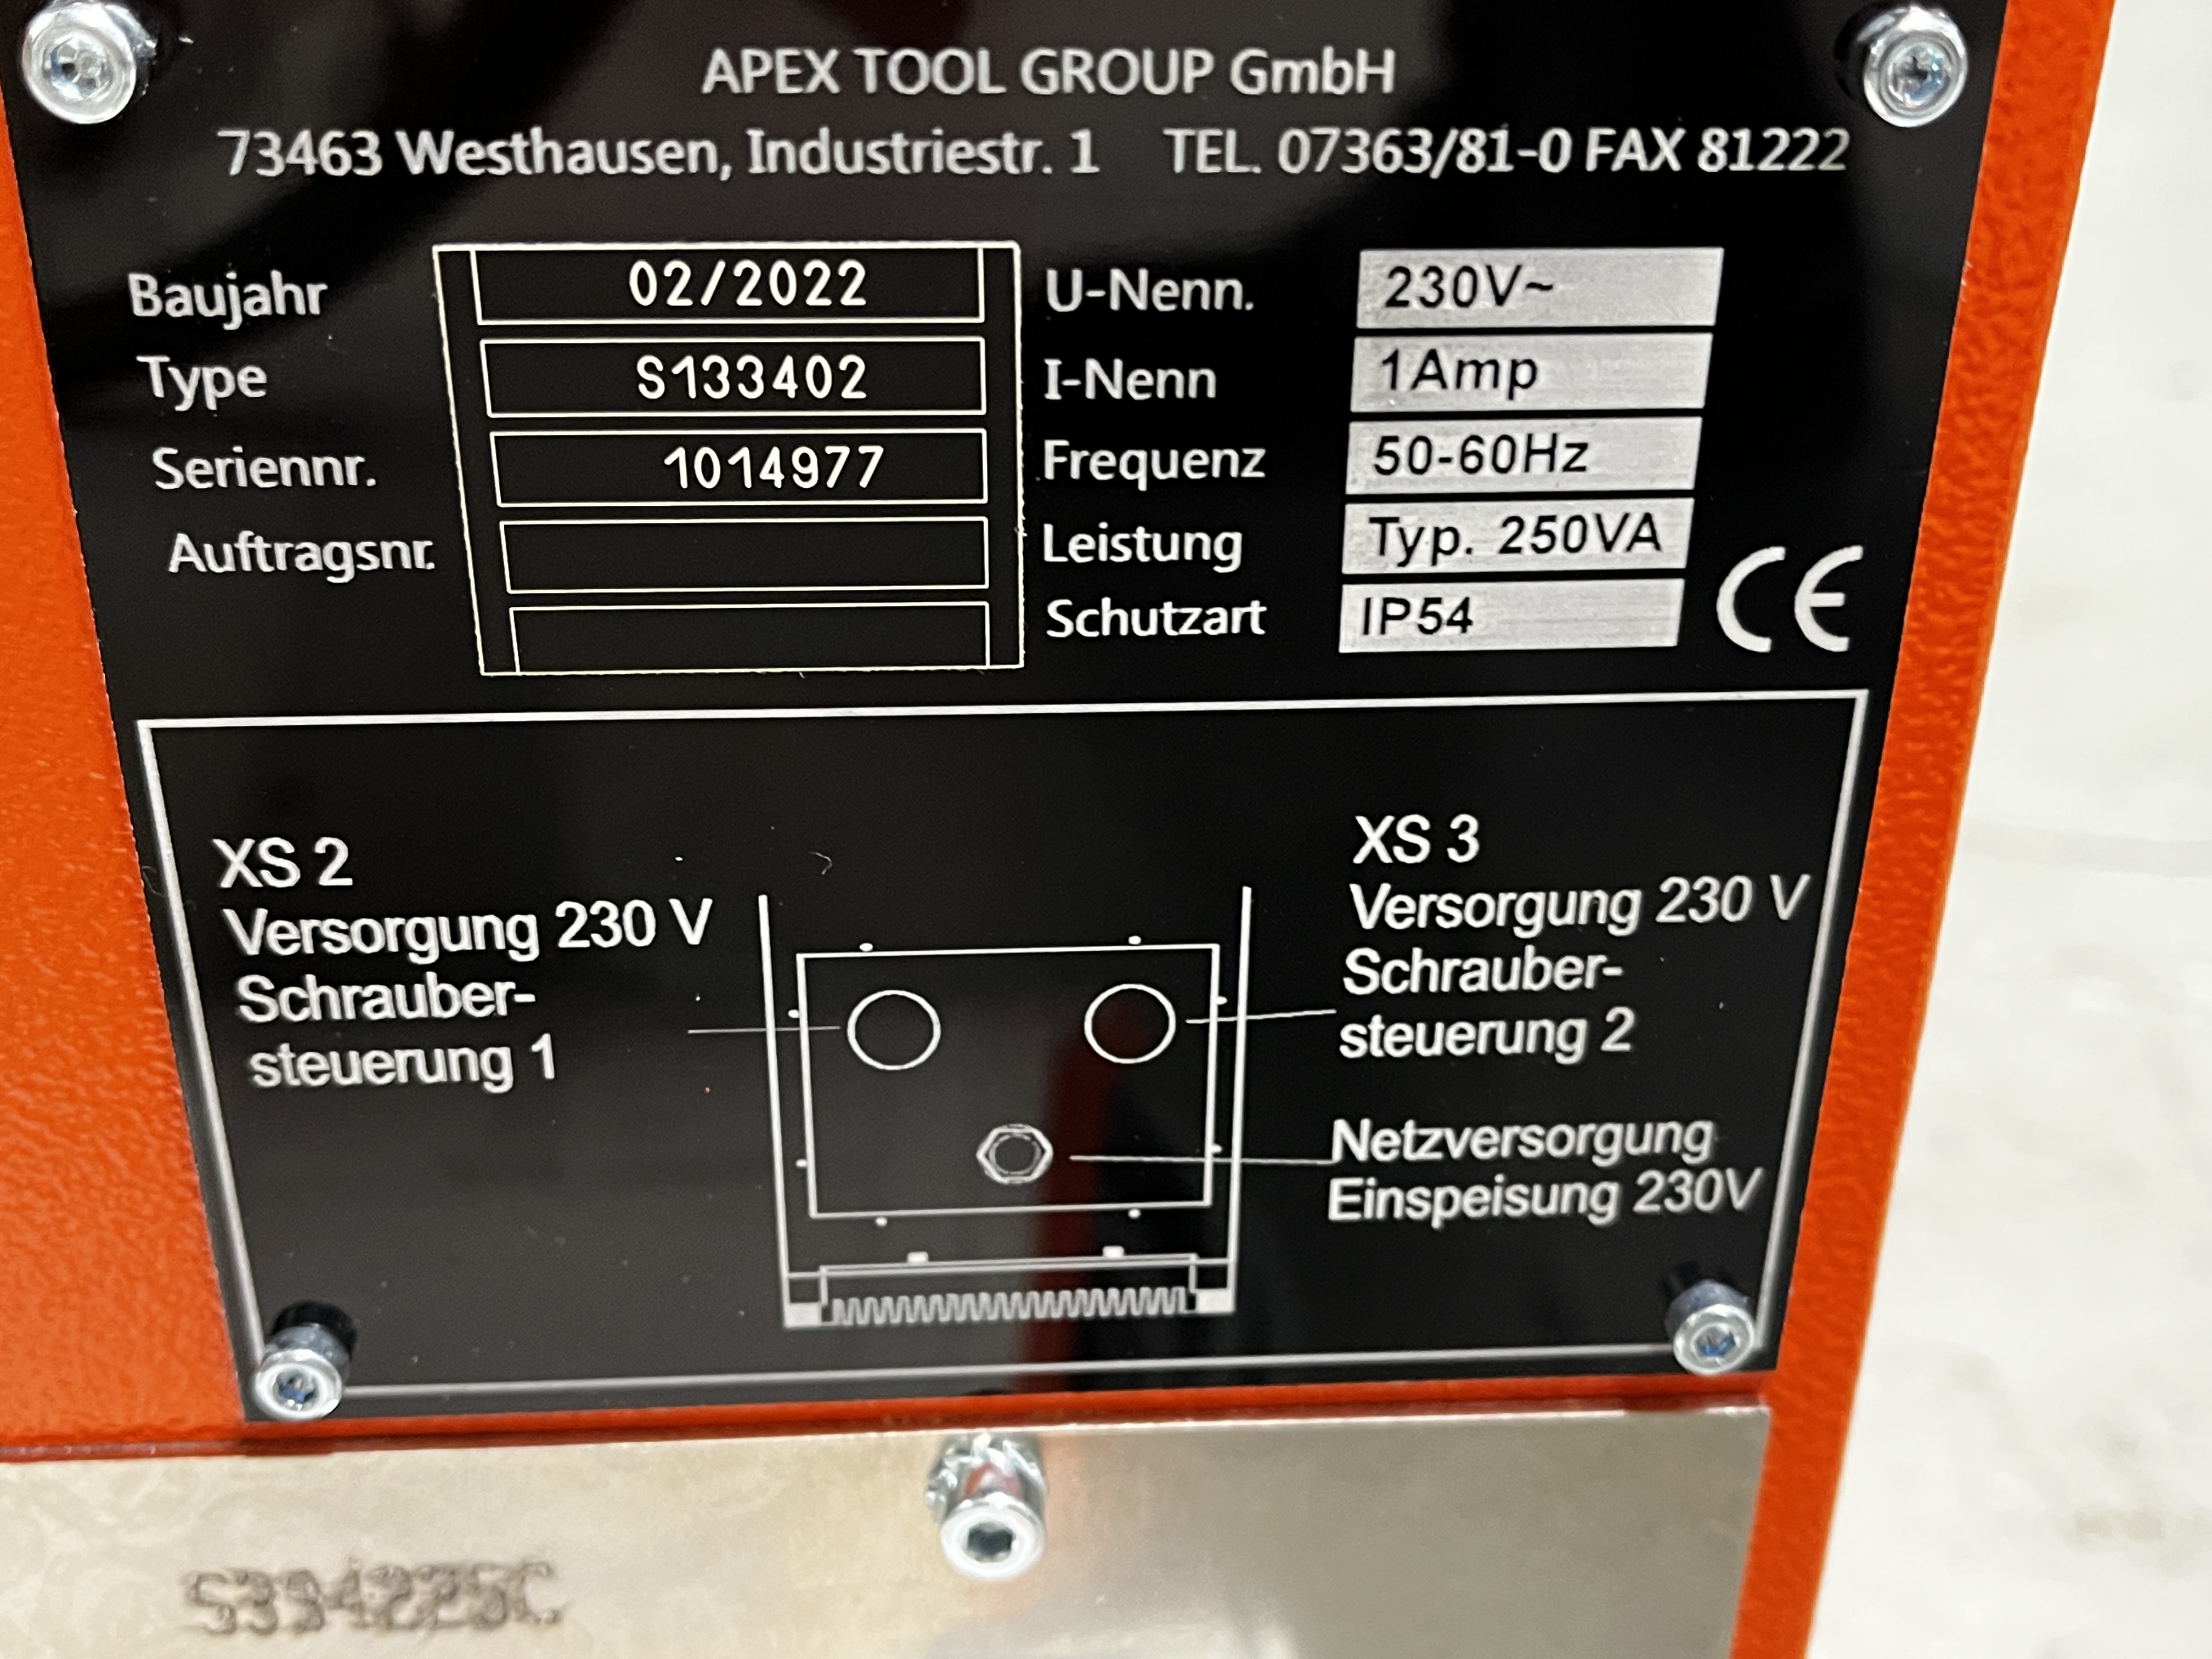 APEX TOOL GROUP GmbH
73463 Westhausen, Industriestr. 1 TEL. 07363/81-0 FAX 81222
Baujahr 02/2022 U-Nenn. 230V~
Type S133402 I-Nenn 1Amp
Seriennr. 1014977 Frequenz 50-60Hz
Auftragsnr. Leistung Typ. 250VA
Schutzart IP54
CE
XS 2
Versorgung 230 V
Schrauber-
steuerung 1
XS 3
Versorgung 230 V
Schrauber-
steuerung 2
Netzversorgung
Einspeisung 230V
S394225C